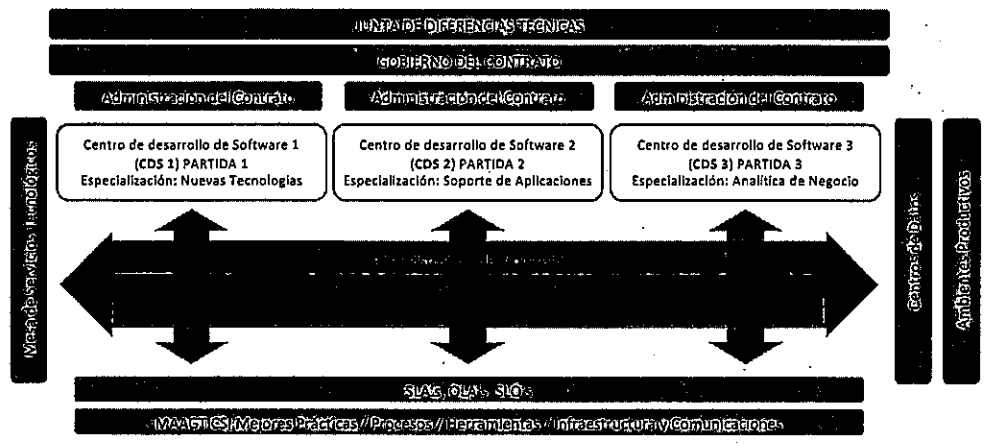 JUNTA DE DIFERENCIAS TECNICAS
GOBIERNO DEL CONTRATO
Administracion del Contrato
Administracion del Contrato
Administracion del Contrato
Mesa de Servicios Tecnológicos
Centro de desarrollo de Software 1
(CDS 1) PARTIDA 1
Especialización: Nuevas Tecnologias
Centro de desarrollo de Software 2
(CDS 2) PARTIDA 2
Especialización: Soporte de Aplicaciones
Centro de desarrollo de Software 3
(CDS 3) PARTIDA 3
Especialización: Analítica de Negocio
Centros de Datos
Ambientes Productivos
SLA's, OLA's, SLO's
MAAGTICSI, Mejores Prácticas / Procesos / Herramientas / Infraestructura y Comunicaciones